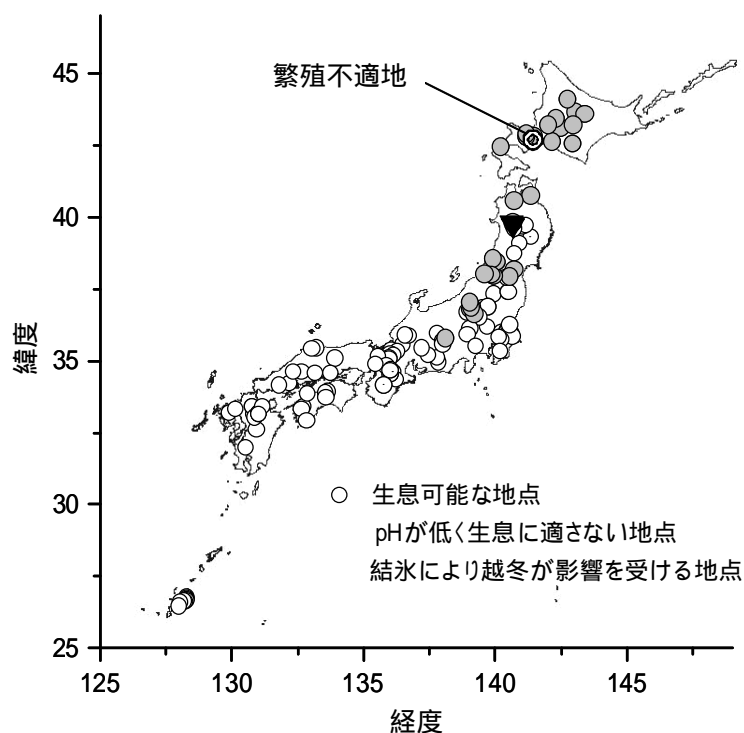 45
40
35
30
25
緯度
繁殖不適地
生息可能な地点
pHが低く生息に適さない地点
結氷により越冬が影響を受ける地点
125
130
135
140
145
経度